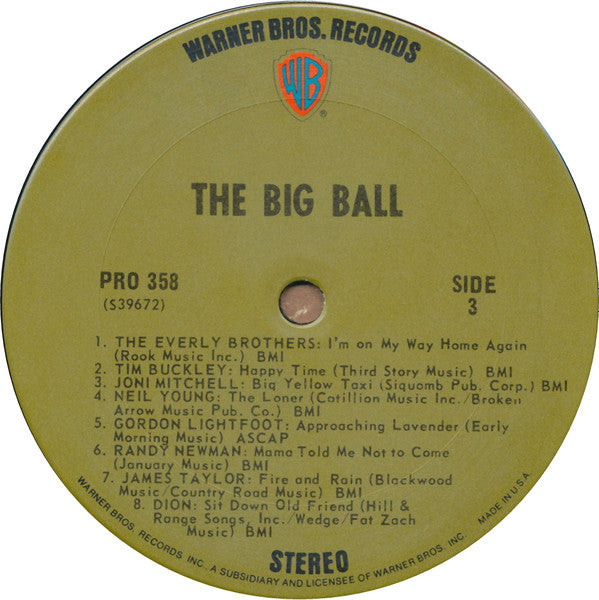 WARNER BROS. RECORDS
WB
®
THE BIG BALL
PRO 358
(S39672)
SIDE
3
1. THE EVERLY BROTHERS: I'm on My Way Home Again
(Rook Music Inc.) BMI
2. TIM BUCKLEY: Happy Time (Third Story Music) BMI
3. JONI MITCHELL: Big Yellow Taxi (Siquomb Pub. Corp.) BMI
4. NEIL YOUNG: The Loner (Cotillion Music Inc./Broken
Arrow Music Pub. Co.) BMI
5. GORDON LIGHTFOOT: Approaching Lavender (Early
Morning Music) ASCAP
6. RANDY NEWMAN: Mama Told Me Not to Come
(January Music) BMI
7. JAMES TAYLOR: Fire and Rain (Blackwood
Music/Country Road Music) BMI
8. DION: Sit Down Old Friend (Hill &
Range Songs, Inc./Wedge/Fat Zach
Music) BMI
STEREO
WARNER BROS. RECORDS INC. A SUBSIDIARY AND LICENSEE OF WARNER BROS. INC. MADE IN U.S.A.